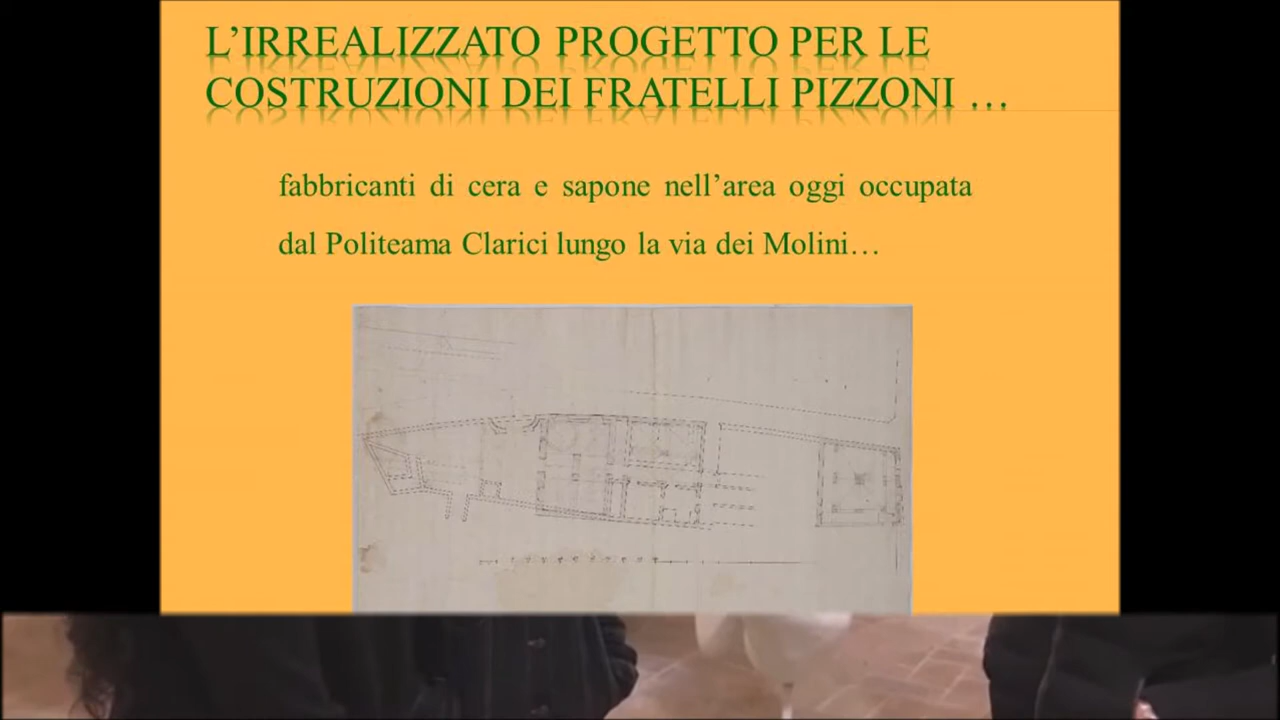 L’IRREALIZZATO PROGETTO PER LE
COSTRUZIONI DEI FRATELLI PIZZONI …
fabbricanti di cera e sapone nell’area oggi occupata
dal Politeama Clarici lungo la via dei Molini…